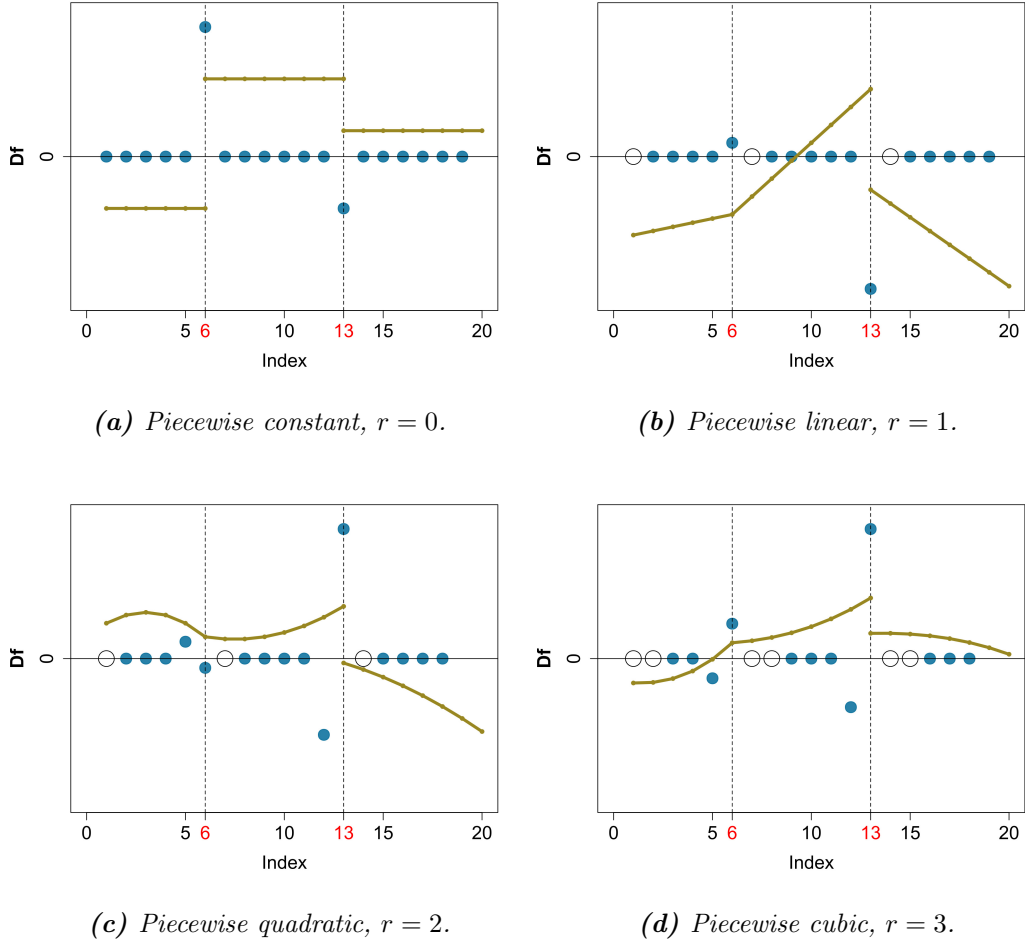 Df
0
0 5 6 10 13 15 20
Index
(a) Piecewise constant, r = 0.
Df
0
0 5 6 10 13 15 20
Index
(b) Piecewise linear, r = 1.
Df
0
0 5 6 10 13 15 20
Index
(c) Piecewise quadratic, r = 2.
Df
0
0 5 6 10 13 15 20
Index
(d) Piecewise cubic, r = 3.